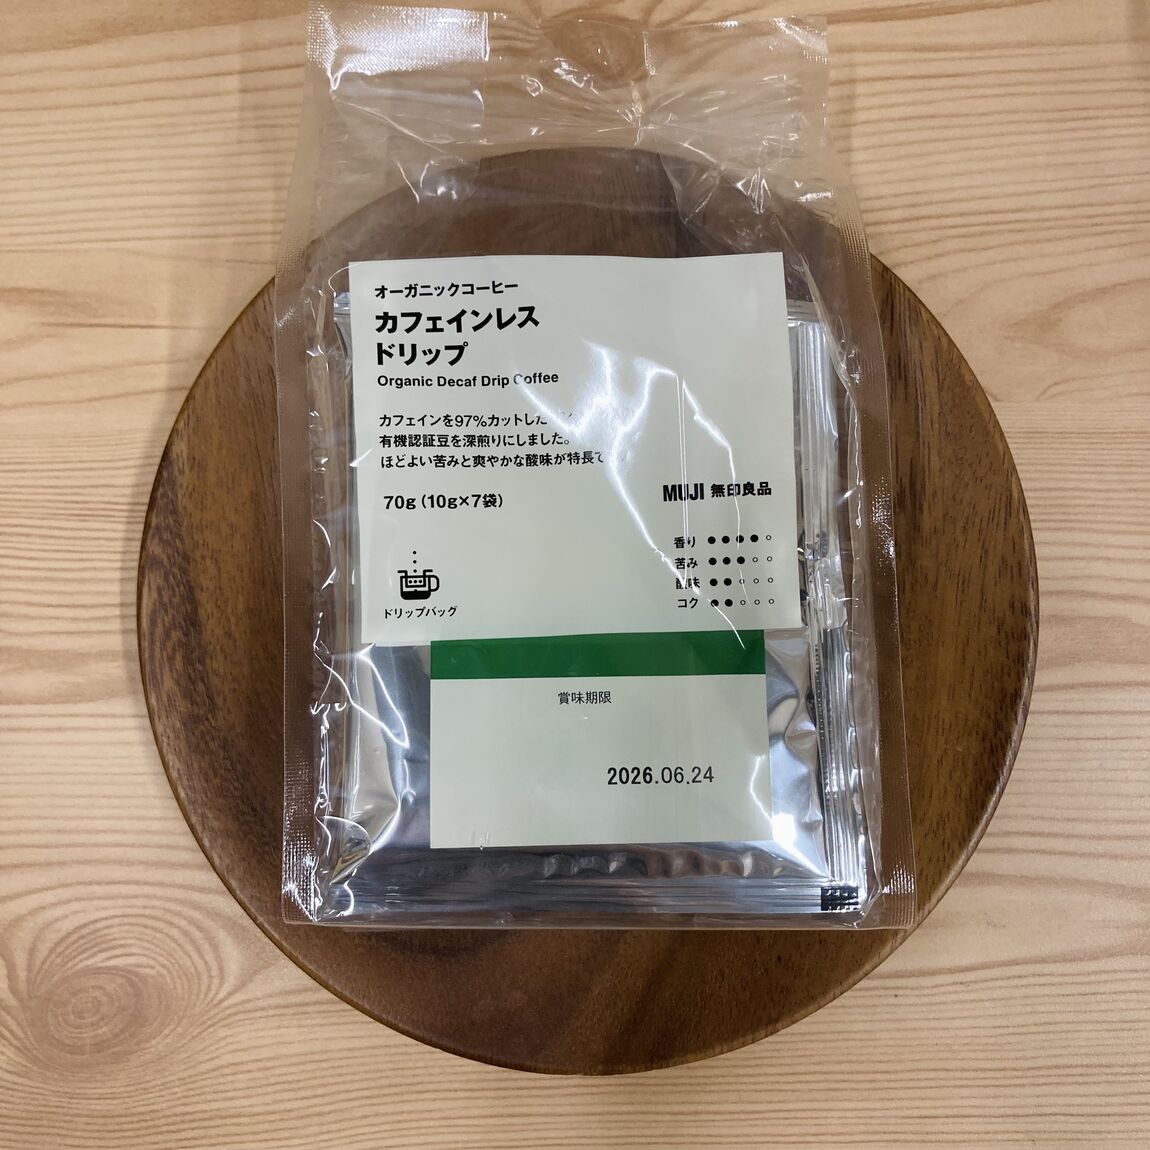 オーガニックコーヒー
カフェインレス
ドリップ
Organic Decaf Drip Coffee
カフェインを97%カットした
有機認証豆を深煎りにしました。
ほどよい苦みと爽やかな酸味が特長で
70g（10g×7袋）
MUJI 無印良品
香り ●●●●○
苦み ●●●○○
酸味 ●●○○○
コク ●●○○○
ドリップバッグ
賞味期限
2026.06.24